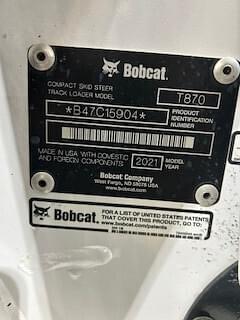 Bobcat.
COMPACT SKID STEER
TRACK LOADER MODEL T870
*B47C15904*
PRODUCT
IDENTIFICATION
NUMBER
MADE IN U.S.A. WITH DOMESTIC
AND FOREIGN COMPONENTS
2021
MODEL
YEAR
Bobcat Company
West Fargo, ND 58078 USA
www.bobcat.com
Bobcat.
FOR A LIST OF UNITED STATES PATENTS
THAT COVER THIS PRODUCT, GO TO:
www.bobcat.com/patents